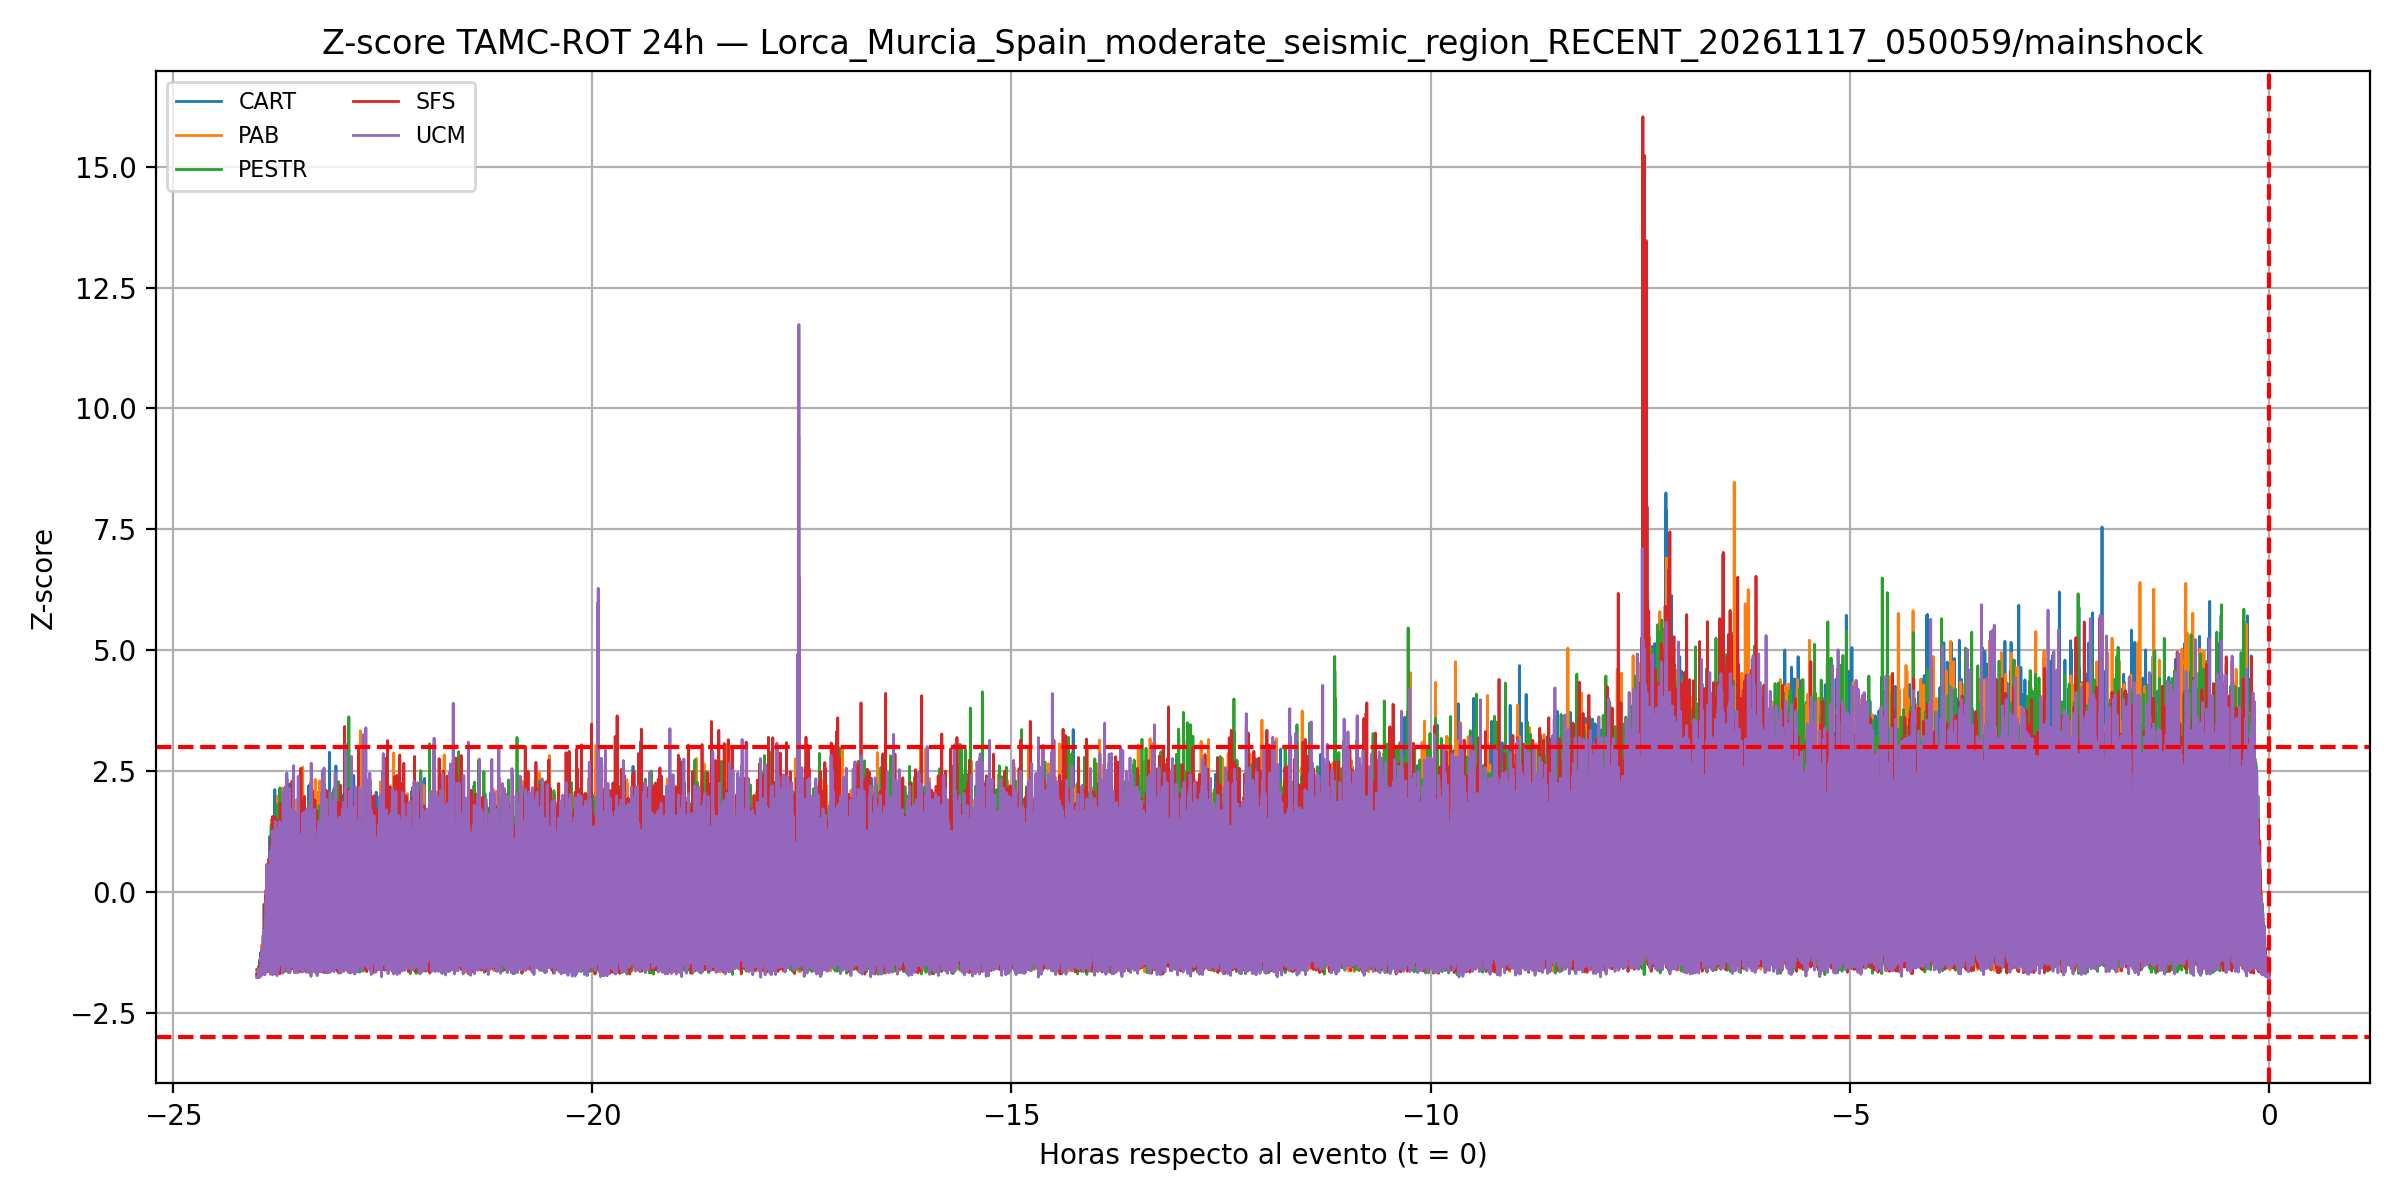 Z-score TAMC-ROT 24h — Lorca_Murcia_Spain_moderate_seismic_region_RECENT_20261117_050059/mainshock
CART
PAB
PESTR
SFS
UCM
15.0
12.5
10.0
7.5
5.0
2.5
0.0
−2.5
Z-score
−25
−20
−15
−10
−5
0
Horas respecto al evento (t = 0)